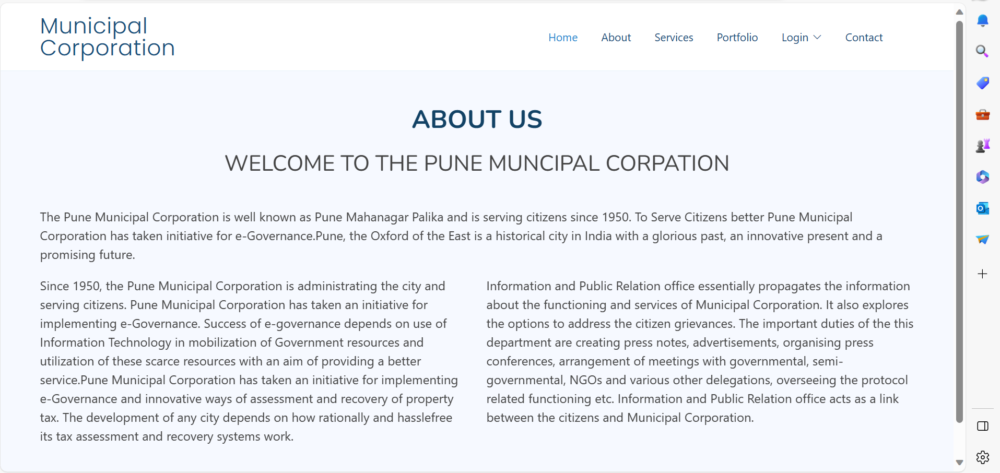 Municipal
Corporation
Home About Services Portfolio Login Contact
ABOUT US
WELCOME TO THE PUNE MUNCIPAL CORPATION
The Pune Municipal Corporation is well known as Pune Mahanagar Palika and is serving citizens since 1950. To Serve Citizens better Pune Municipal
Corporation has taken initiative for e-Governance.Pune, the Oxford of the East is a historical city in India with a glorious past, an innovative present and a
promising future.
Since 1950, the Pune Municipal Corporation is administrating the city and
serving citizens. Pune Municipal Corporation has taken an initiative for
implementing e-Governance. Success of e-governance depends on use of
Information Technology in mobilization of Government resources and
utilization of these scarce resources with an aim of providing a better
service.Pune Municipal Corporation has taken an initiative for implementing
e-Governance and innovative ways of assessment and recovery of property
tax. The development of any city depends on how rationally and hasslefree
its tax assessment and recovery systems work.
Information and Public Relation office essentially propagates the information
about the functioning and services of Municipal Corporation. It also explores
the options to address the citizen grievances. The important duties of the this
department are creating press notes, advertisements, organising press
conferences, arrangement of meetings with governmental, semi-
governmental, NGOs and various other delegations, overseeing the protocol
related functioning etc. Information and Public Relation office acts as a link
between the citizens and Municipal Corporation.